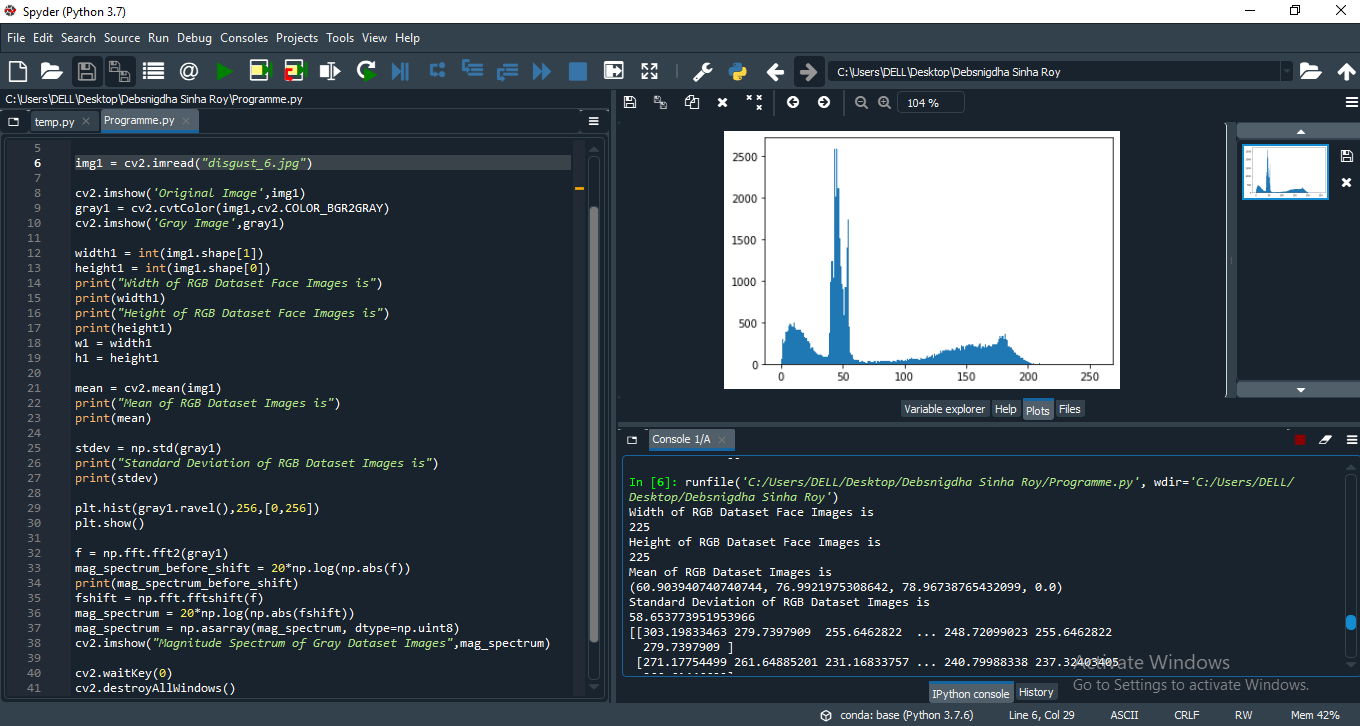 Spyder (Python 3.7)
File Edit Search Source Run Debug Consoles Projects Tools View Help
C:\Users\DELL\Desktop\Debsnigdha Sinha Roy
C:\Users\DELL\Desktop\Debsnigdha Sinha Roy\Programme.py
temp.py Programme.py
5
6 img1 = cv2.imread("disgust_6.jpg")
7
8 cv2.imshow('Original Image',img1)
9 gray1 = cv2.cvtColor(img1,cv2.COLOR_BGR2GRAY)
10 cv2.imshow('Gray Image',gray1)
11
12 width1 = int(img1.shape[1])
13 height1 = int(img1.shape[0])
14 print("Width of RGB Dataset Face Images is")
15 print(width1)
16 print("Height of RGB Dataset Face Images is")
17 print(height1)
18 w1 = width1
19 h1 = height1
20
21 mean = cv2.mean(img1)
22 print("Mean of RGB Dataset Images is")
23 print(mean)
24
25 stdev = np.std(gray1)
26 print("Standard Deviation of RGB Dataset Images is")
27 print(stdev)
28
29 plt.hist(gray1.ravel(),256,[0,256])
30 plt.show()
31
32 f = np.fft.fft2(gray1)
33 mag_spectrum_before_shift = 20*np.log(np.abs(f))
34 print(mag_spectrum_before_shift)
35 fshift = np.fft.fftshift(f)
36 mag_spectrum = 20*np.log(np.abs(fshift))
37 mag_spectrum = np.asarray(mag_spectrum, dtype=np.uint8)
38 cv2.imshow("Magnitude Spectrum of Gray Dataset Images",mag_spectrum)
39
40 cv2.waitKey(0)
41 cv2.destroyAllWindows()
104 %
2500
2000
1500
1000
500
0
0 50 100 150 200 250
Variable explorer Help Plots Files
Console 1/A
In [6]: runfile('C:/Users/DELL/Desktop/Debsnigdha Sinha Roy/Programme.py', wdir='C:/Users/DELL/
Desktop/Debsnigdha Sinha Roy')
Width of RGB Dataset Face Images is
225
Height of RGB Dataset Face Images is
225
Mean of RGB Dataset Images is
(60.903940740740744, 76.9921975308642, 78.96738765432099, 0.0)
Standard Deviation of RGB Dataset Images is
58.653773951953966
[[303.19833463 279.7397909 255.6462822 ... 248.72099023 255.6462822
279.7397909 ]
[271.17754499 261.64885201 231.16833757 ... 240.79988338 237.32403405
Activate Windows
Go to Settings to activate Windows.
IPython console History
conda: base (Python 3.7.6) Line 6, Col 29 ASCII CRLF RW Mem 42%